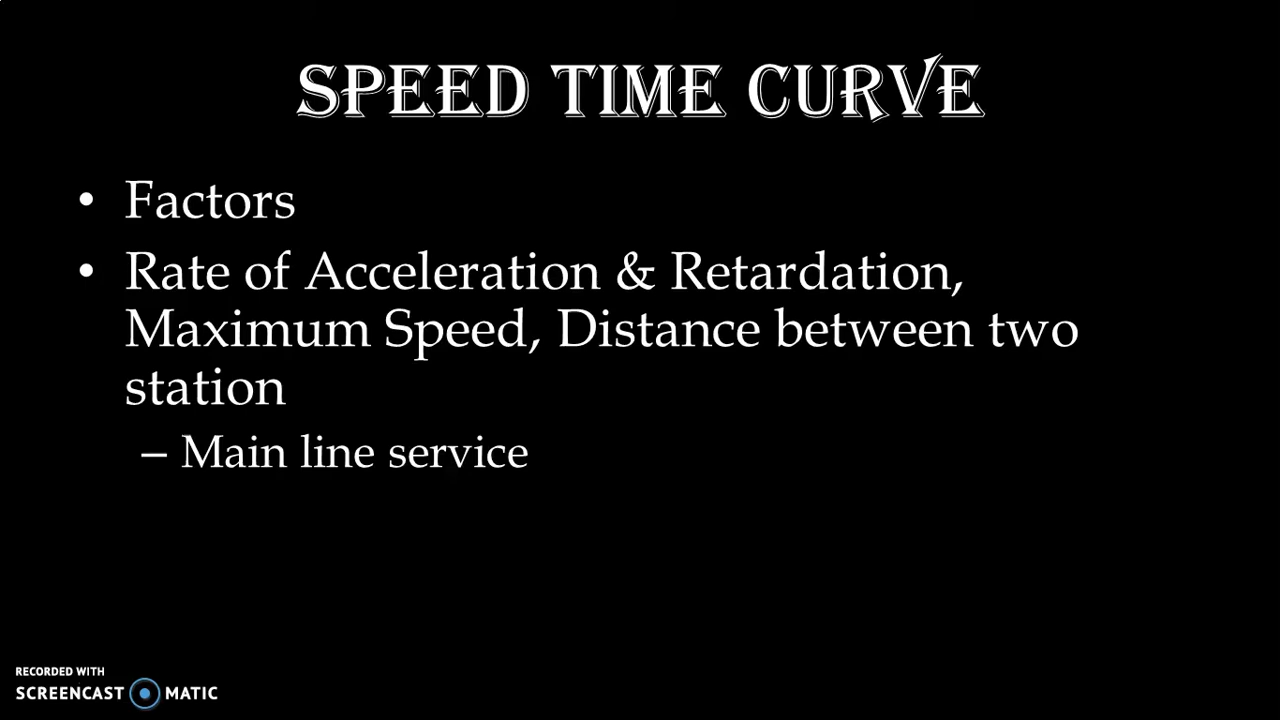 SPEED TIME CURVE
• Factors
• Rate of Acceleration & Retardation,
Maximum Speed, Distance between two
station
– Main line service
RECORDED WITH
SCREENCAST MATIC